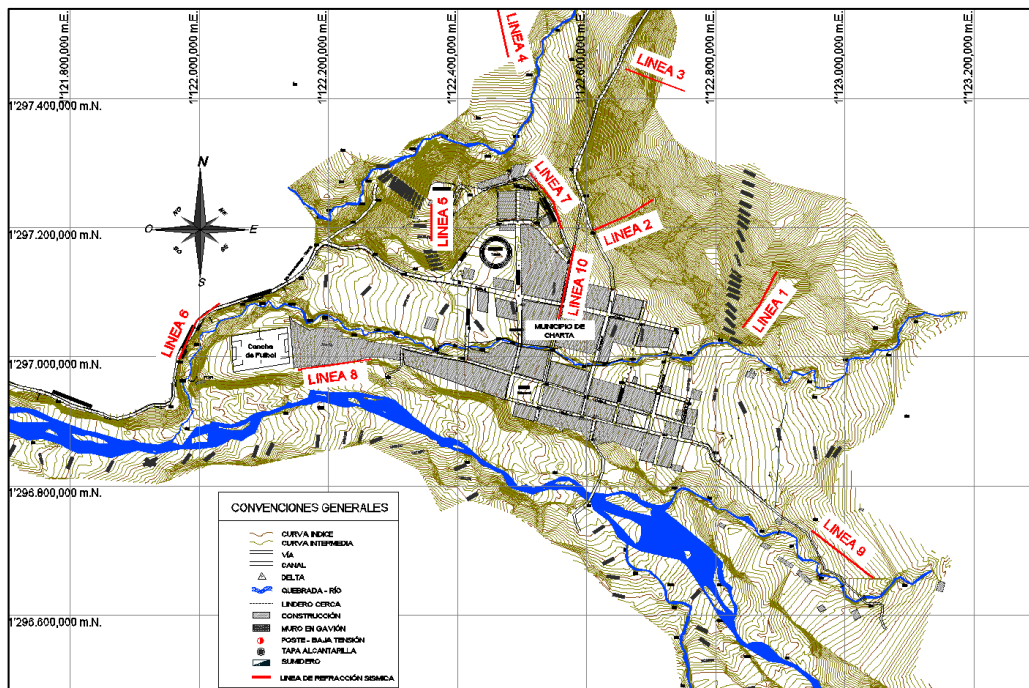 1'121.800,000 m.E.
1'122.000,000 m.E.
1'122.200,000 m.E.
1'122.400,000 m.E.
1'122.600,000 m.E.
1'122.800,000 m.E.
1'123.000,000 m.E.
1'123.200,000 m.E.
LINEA 4
LINEA 3
1'297.400,000 m.N.
N
NO
NE
O
E
SO
SE
S
LINEA 5
LINEA 7
LINEA 2
1'297.200,000 m.N.
LINEA 10
LINEA 1
LINEA 6
MUNICIPIO DE
CHARTA
Cancha
de Futbol
1'297.000,000 m.N.
LINEA 8
1'296.800,000 m.N.
LINEA 9
1'296.600,000 m.N.
CONVENCIONES GENERALES
CURVA INDICE
CURVA INTERMEDIA
VÍA
CANAL
DELTA
QUEBRADA - RÍO
LINDERO CERCA
CONSTRUCCIÓN
MURO EN GAVIÓN
POSTE - BAJA TENSIÓN
TAPA ALCANTARILLA
SUMIDERO
LINEA DE REFRACCIÓN SISMICA